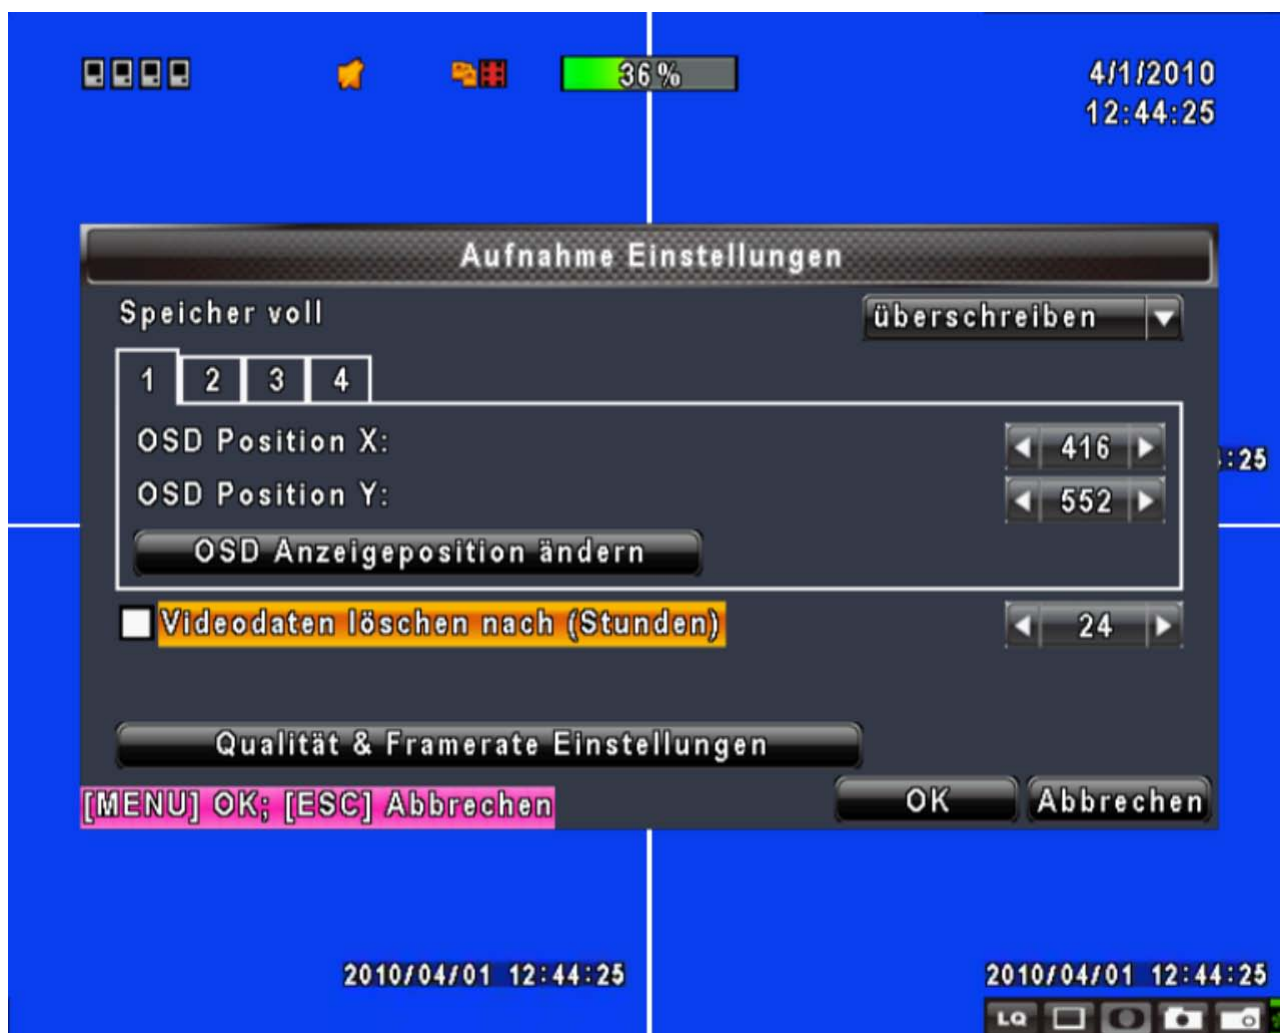 36%
4/1/2010
12:44:25
Aufnahme Einstellungen
Speicher voll
überschreiben
1 2 3 4
OSD Position X:
416
:25
OSD Position Y:
552
OSD Anzeigeposition ändern
Videodaten löschen nach (Stunden)
24
Qualität & Framerate Einstellungen
[MENU] OK; [ESC] Abbrechen
OK
Abbrechen
2010/04/01 12:44:25
2010/04/01 12:44:25
LQ